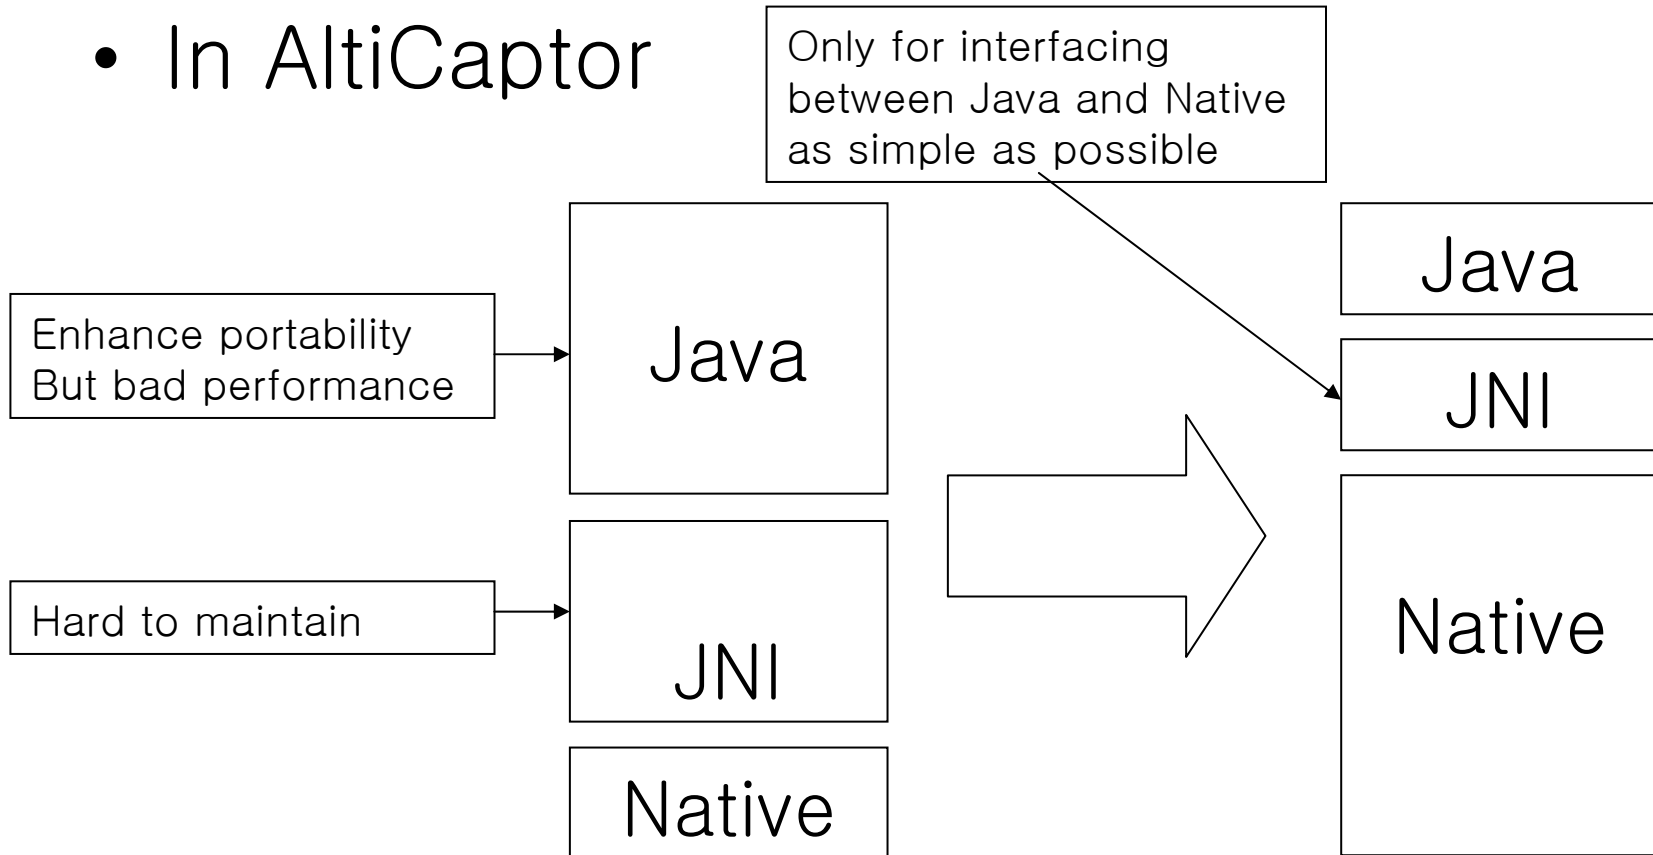 • In AltiCaptor
Only for interfacing
between Java and Native
as simple as possible
Enhance portability
But bad performance
Java
Hard to maintain
JNI
Native
Java
JNI
Native